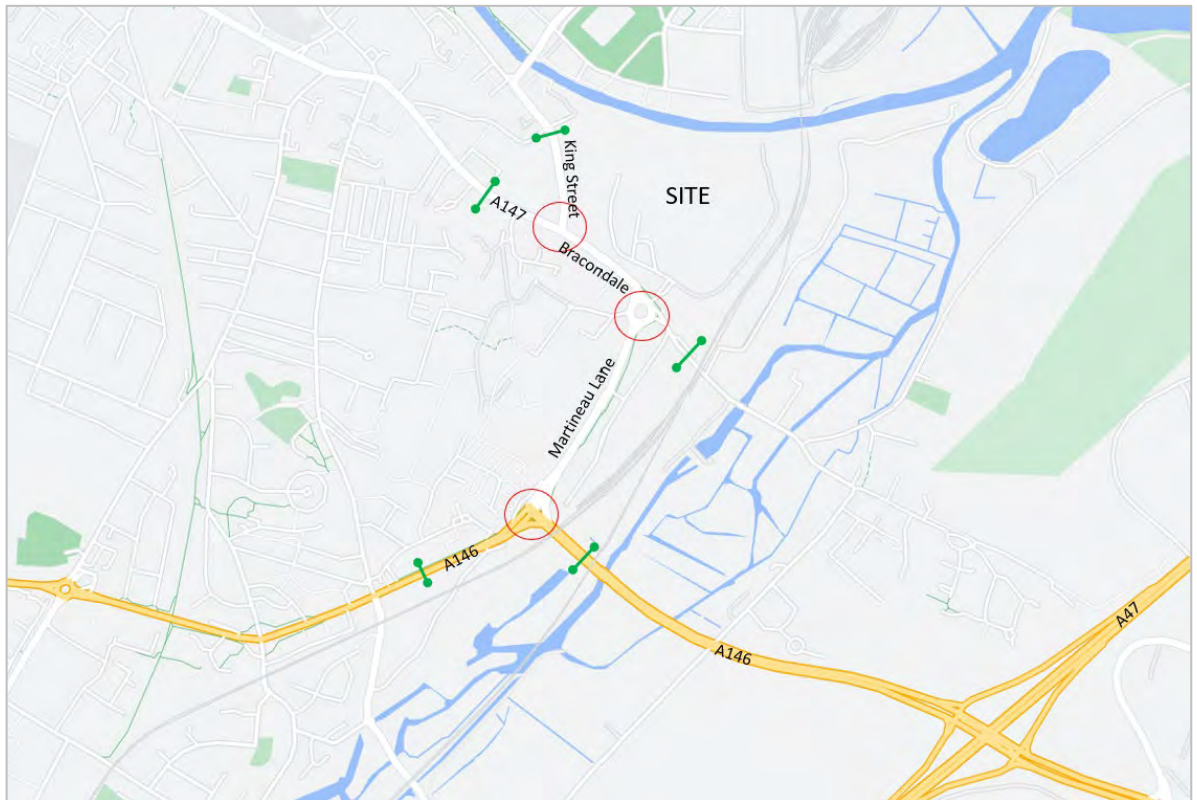 King Street
SITE
A147
Bracondale
Martineau Lane
A146
A146
A47